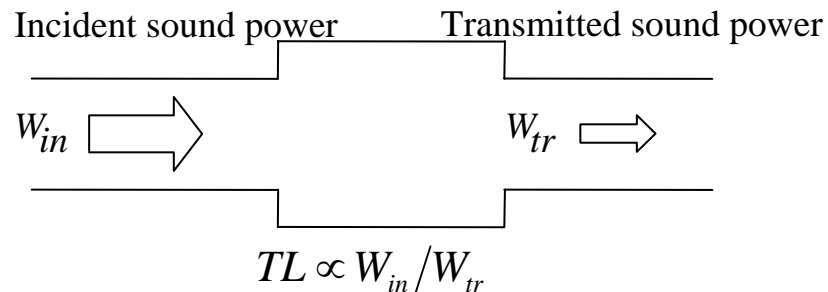 Incident sound power Transmitted sound power
W_in W_tr
TL ∝ W_in/W_tr